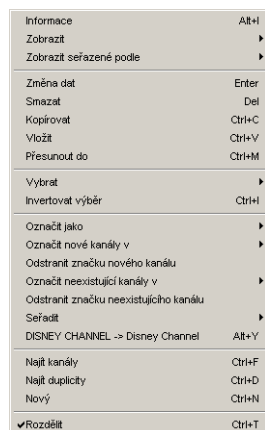 Informace Alt+I
Zobrazit
Zobrazit seřazené podle
Změna dat Enter
Smazat Del
Kopírovat Ctrl+C
Vložit Ctrl+V
Přesunout do Ctrl+M
Vybrat
Invertovat výběr Ctrl+I
Označit jako
Označit nové kanály v
Odstranit značku nového kanálu
Označit neexistující kanály v
Odstranit značku neexistujícího kanálu
Seřadit
DISNEY CHANNEL -> Disney Channel Alt+Y
Najít kanály Ctrl+F
Najít duplicity Ctrl+D
Nový Ctrl+N
Rozdělit Ctrl+T